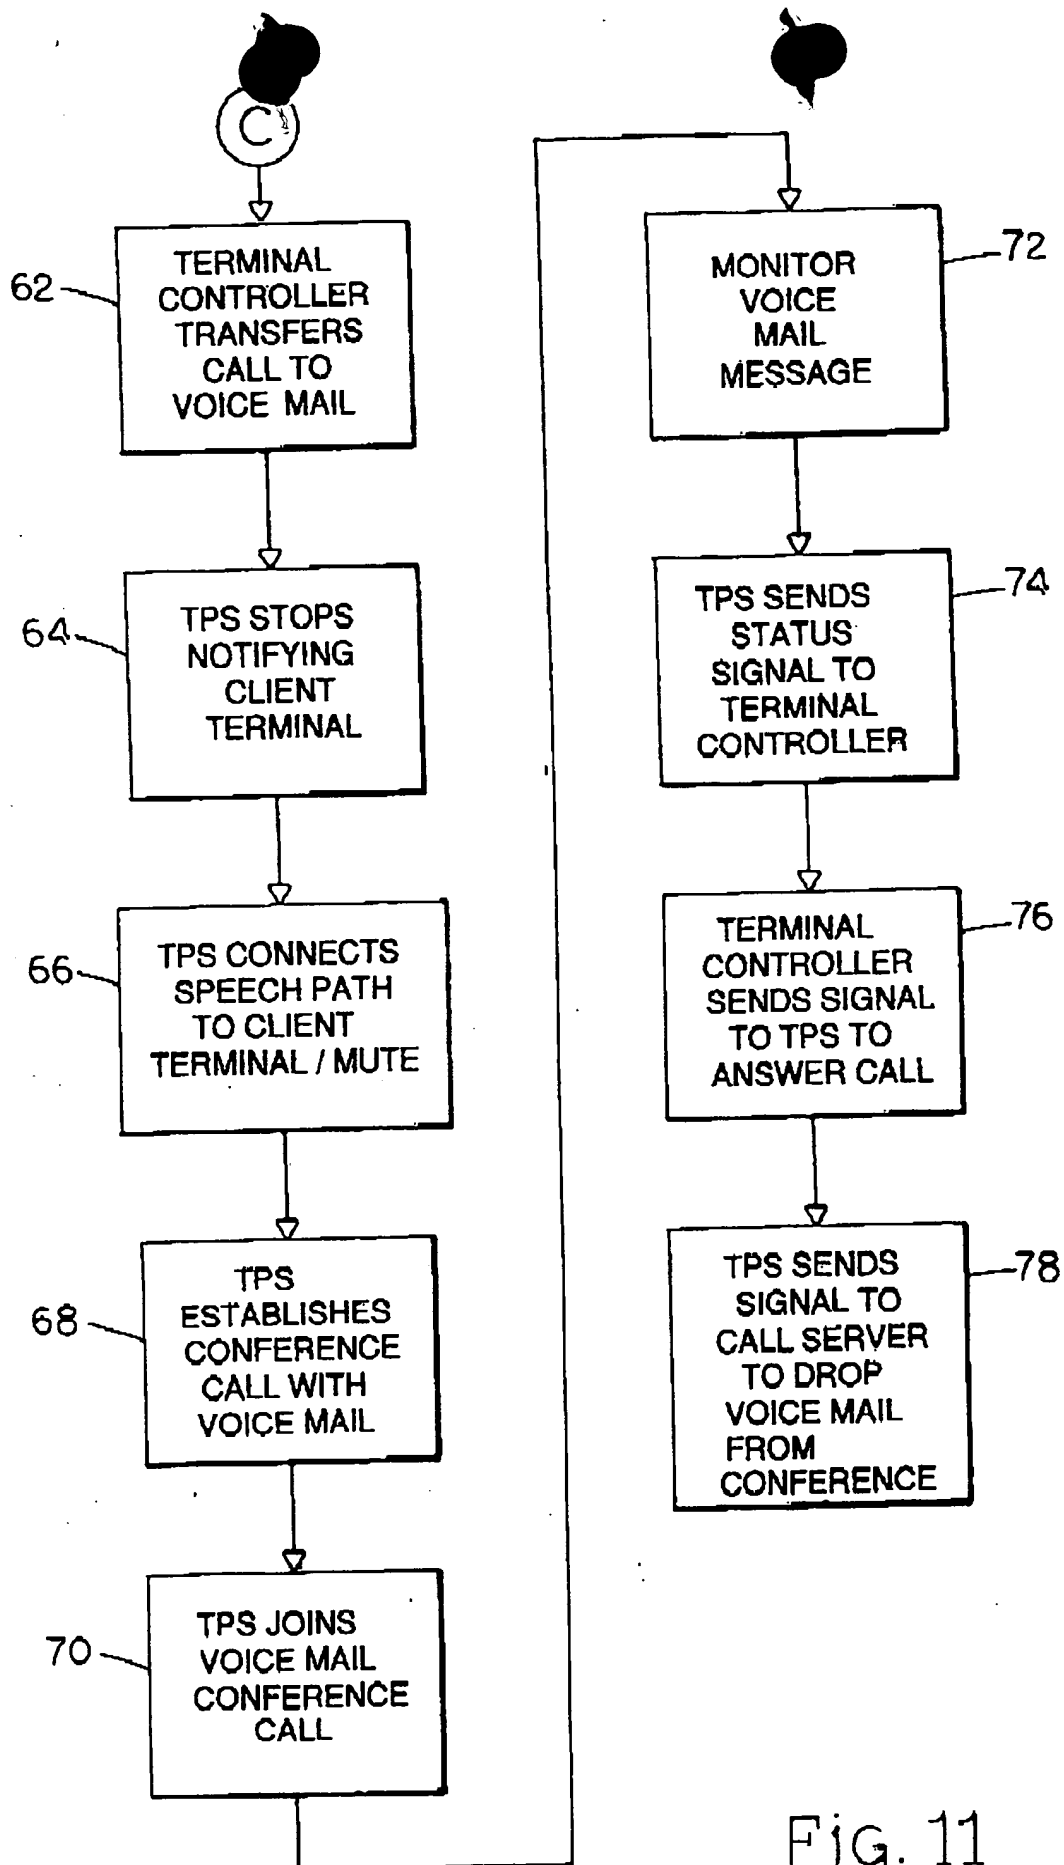 C
62
TERMINAL
CONTROLLER
TRANSFERS
CALL TO
VOICE MAIL
64
TPS STOPS
NOTIFYING
CLIENT
TERMINAL
66
TPS CONNECTS
SPEECH PATH
TO CLIENT
TERMINAL / MUTE
68
TPS
ESTABLISHES
CONFERENCE
CALL WITH
VOICE MAIL
70
TPS JOINS
VOICE MAIL
CONFERENCE
CALL
72
MONITOR
VOICE
MAIL
MESSAGE
74
TPS SENDS
STATUS
SIGNAL TO
TERMINAL
CONTROLLER
76
TERMINAL
CONTROLLER
SENDS SIGNAL
TO TPS TO
ANSWER CALL
78
TPS SENDS
SIGNAL TO
CALL SERVER
TO DROP
VOICE MAIL
FROM
CONFERENCE
Fig. 11